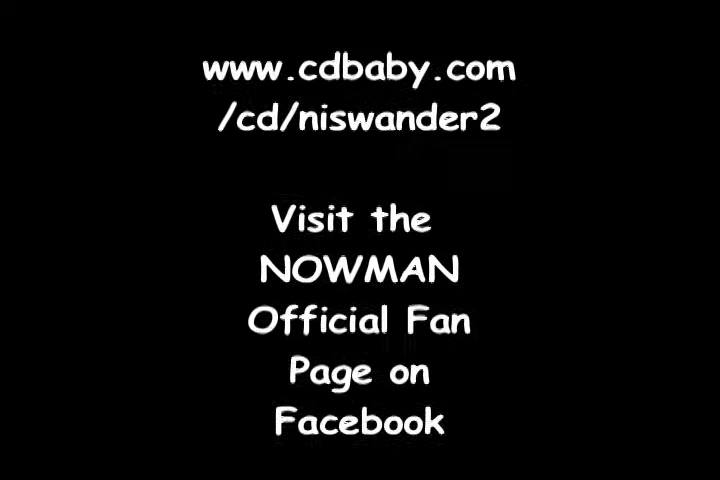 www.cdbaby.com
/cd/niswander2
Visit the
NOWMAN
Official Fan
Page on
Facebook